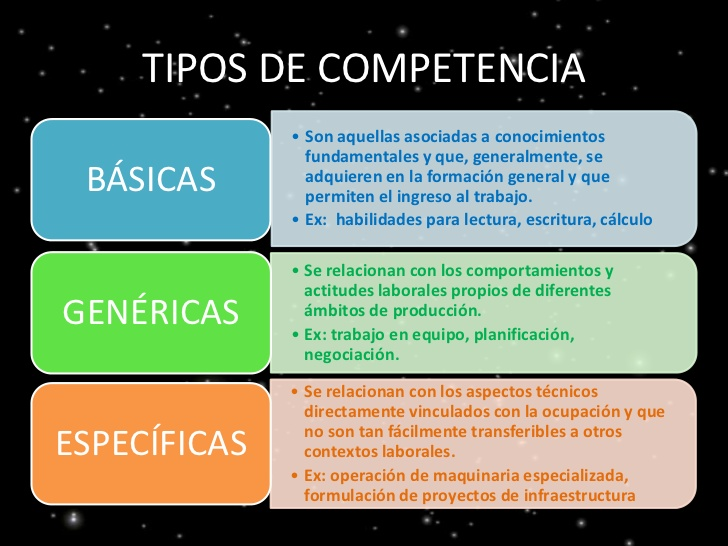 TIPOS DE COMPETENCIA
BÁSICAS
• Son aquellas asociadas a conocimientos
fundamentales y que, generalmente, se
adquieren en la formación general y que
permiten el ingreso al trabajo.
• Ex:  habilidades para lectura, escritura, cálculo
GENÉRICAS
• Se relacionan con los comportamientos y
actitudes laborales propios de diferentes
ámbitos de producción.
• Ex: trabajo en equipo, planificación,
negociación.
ESPECÍFICAS
• Se relacionan con los aspectos técnicos
directamente vinculados con la ocupación y que
no son tan fácilmente transferibles a otros
contextos laborales.
• Ex: operación de maquinaria especializada,
formulación de proyectos de infraestructura